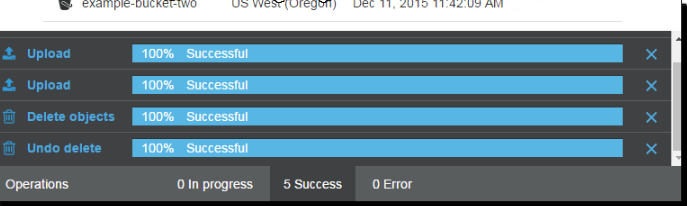 example-bucket-two US West (Oregon) Dec 11, 2015 11:42:09 AM
Upload 100% Successful
Upload 100% Successful
Delete objects 100% Successful
Undo delete 100% Successful
Operations 0 In progress 5 Success 0 Error